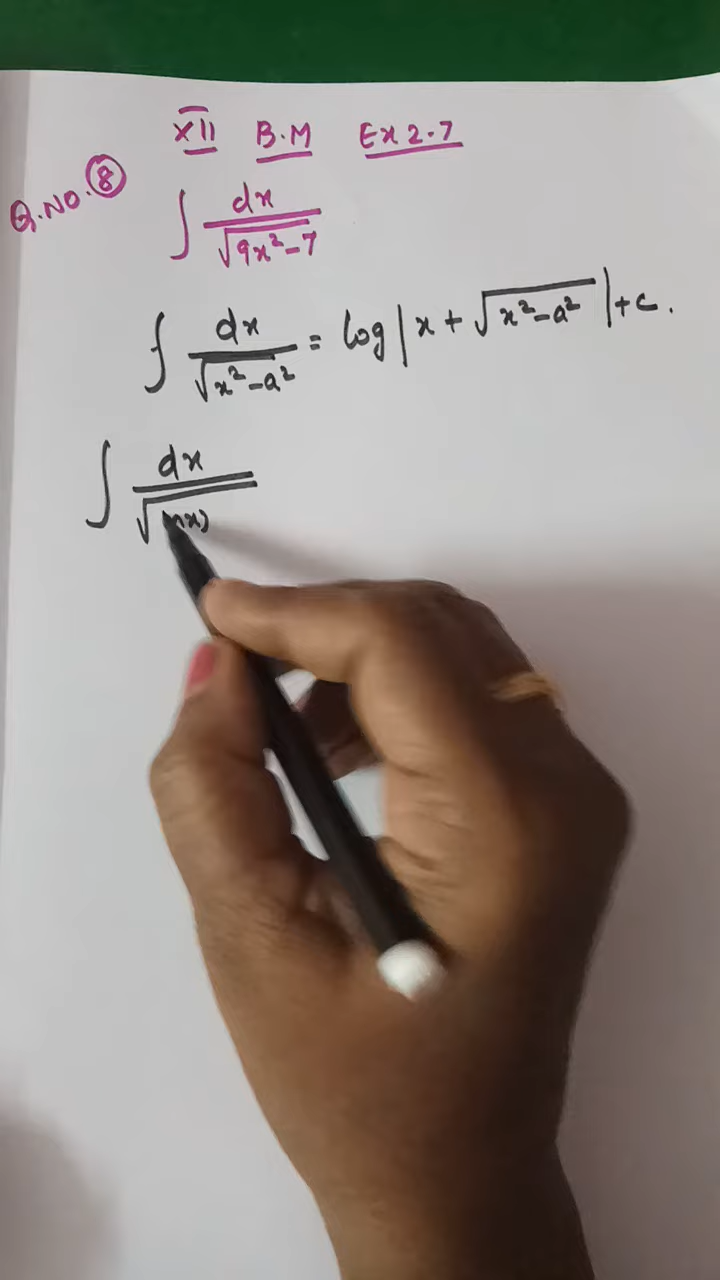 XII B.M Ex 2.7
Q.NO. 8
∫ dx / √9x²-7
∫ dx / √x²-a² = log | x + √x²-a² | + c.
∫ dx / √